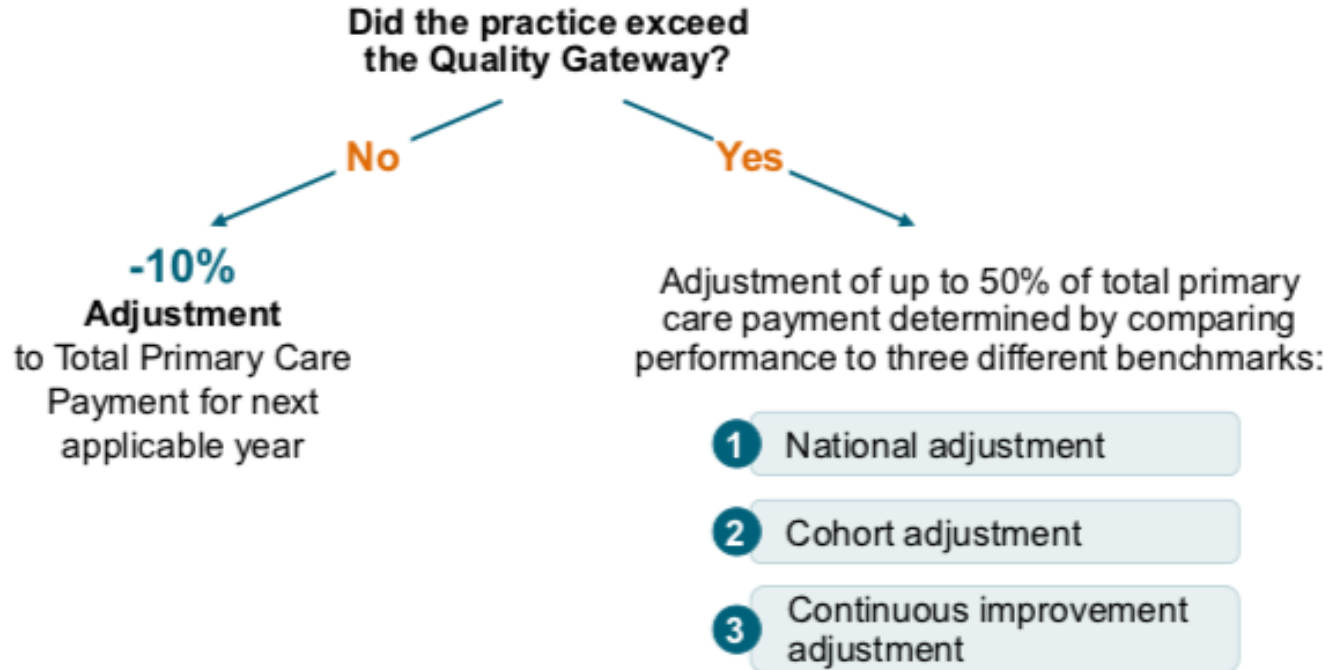 Did the practice exceed
the Quality Gateway?
No
Yes
-10%
Adjustment
to Total Primary Care
Payment for next
applicable year
Adjustment of up to 50% of total primary
care payment determined by comparing
performance to three different benchmarks:
1 National adjustment
2 Cohort adjustment
3 Continuous improvement
adjustment